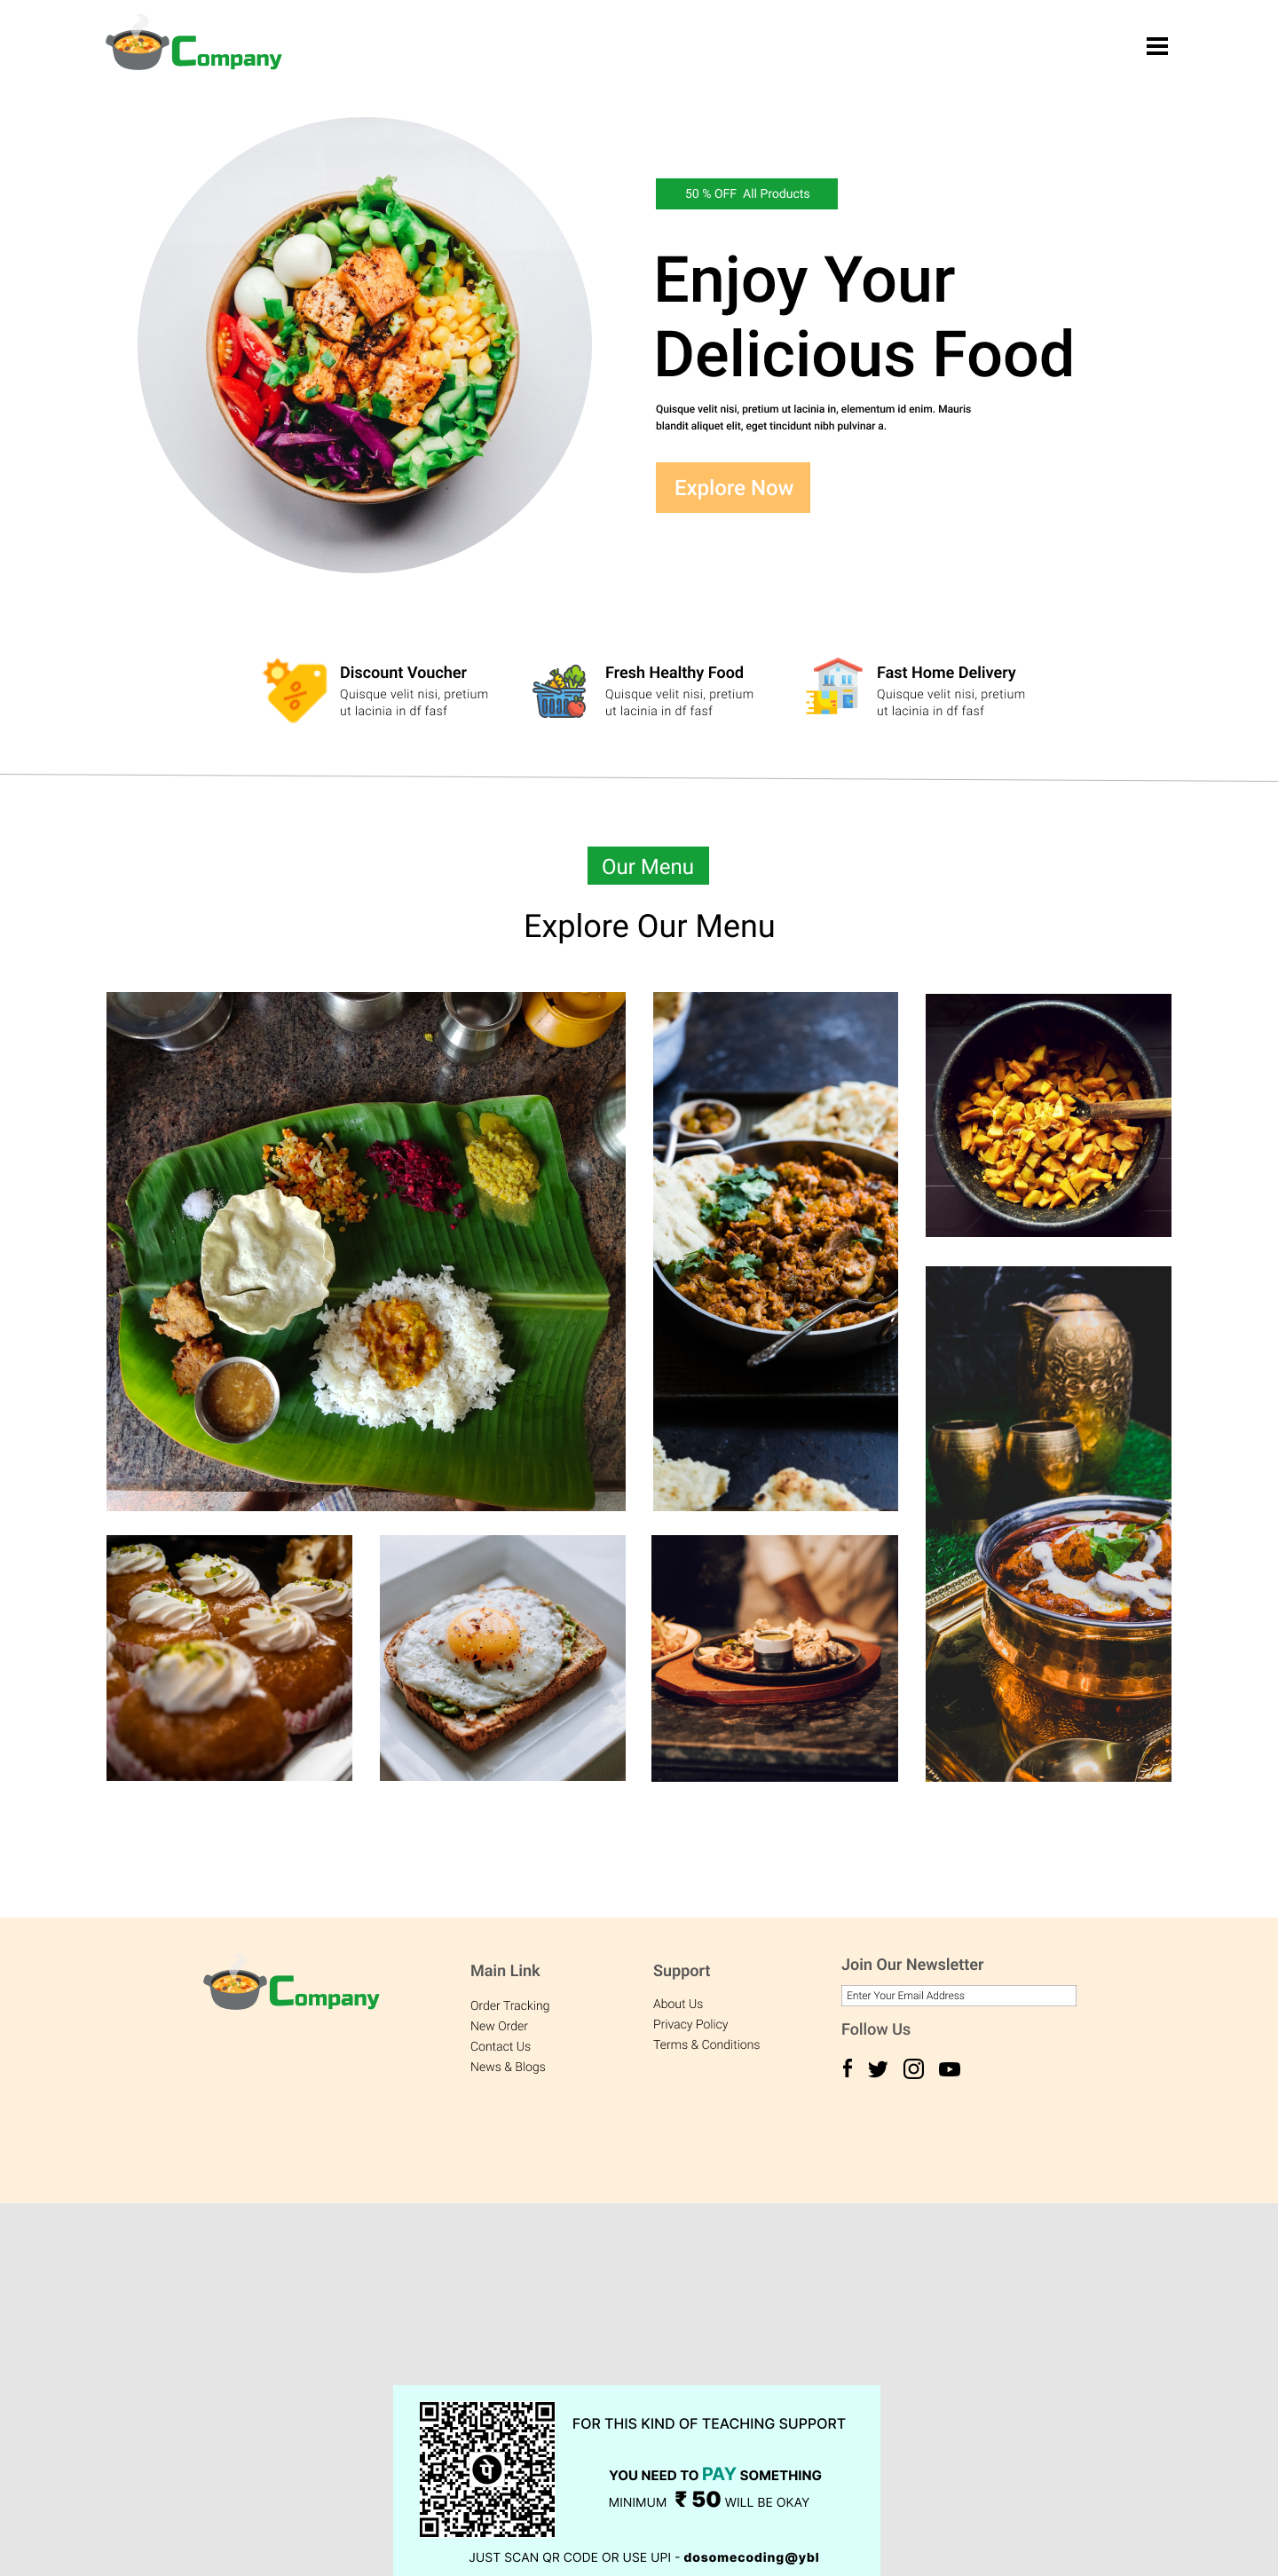 Company
50 % OFF All Products
Enjoy Your
Delicious Food
Quisque velit nisi, pretium ut lacinia in, elementum id enim. Mauris
blandit aliquet elit, eget tincidunt nibh pulvinar a.
Explore Now
Discount Voucher
Quisque velit nisi, pretium
ut lacinia in df fasf
Fresh Healthy Food
Quisque velit nisi, pretium
ut lacinia in df fasf
Fast Home Delivery
Quisque velit nisi, pretium
ut lacinia in df fasf
Our Menu
Explore Our Menu
Company
Main Link
Order Tracking
New Order
Contact Us
News & Blogs
Support
About Us
Privacy Policy
Terms & Conditions
Join Our Newsletter
Enter Your Email Address
Follow Us
पे
FOR THIS KIND OF TEACHING SUPPORT
YOU NEED TO PAY SOMETHING
MINIMUM ₹ 50 WILL BE OKAY
JUST SCAN QR CODE OR USE UPI - dosomecoding@ybl